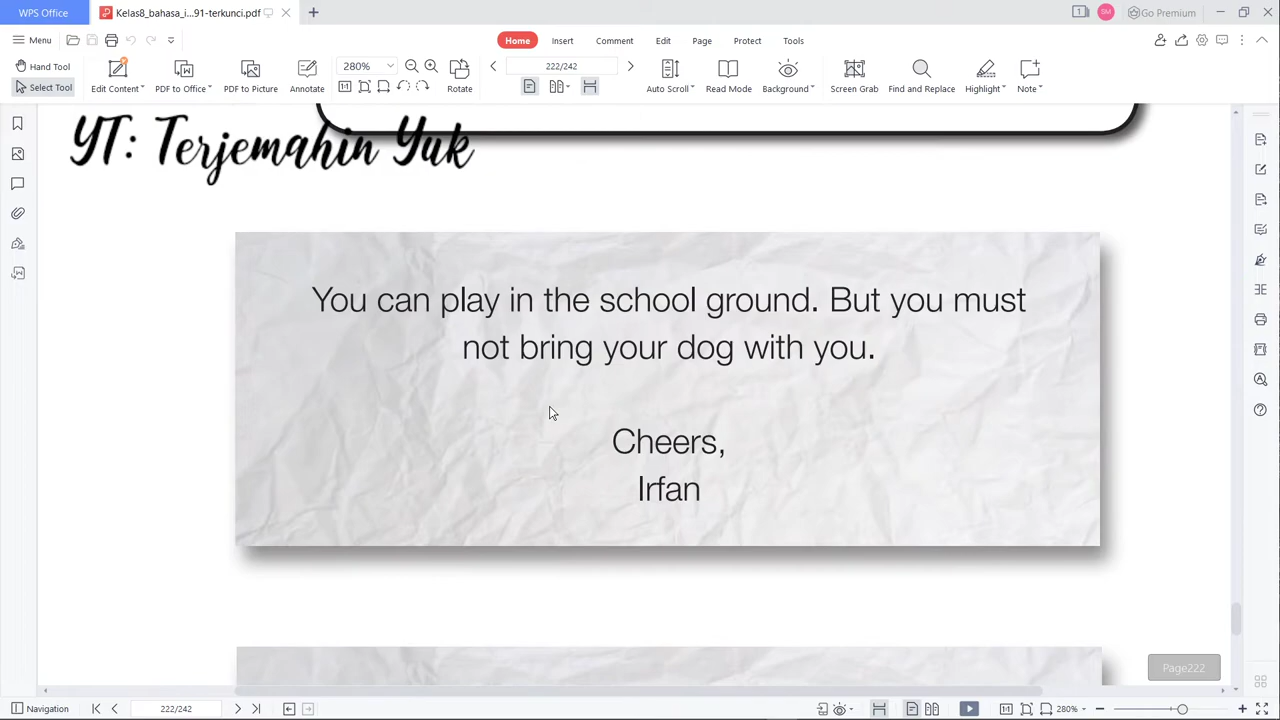 WPS Office
Kelas8_bahasa_i...91-terkunci.pdf
1
SM
Go Premium
Menu
Home
Insert
Comment
Edit
Page
Protect
Tools
Hand Tool
Select Tool
Edit Content
PDF to Office
PDF to Picture
Annotate
280%
Rotate
222/242
Auto Scroll
Read Mode
Background
Screen Grab
Find and Replace
Highlight
Note
YT: Terjemahin Yuk
You can play in the school ground. But you must
not bring your dog with you.
Cheers,
Irfan
Page222
Navigation
222/242
280%